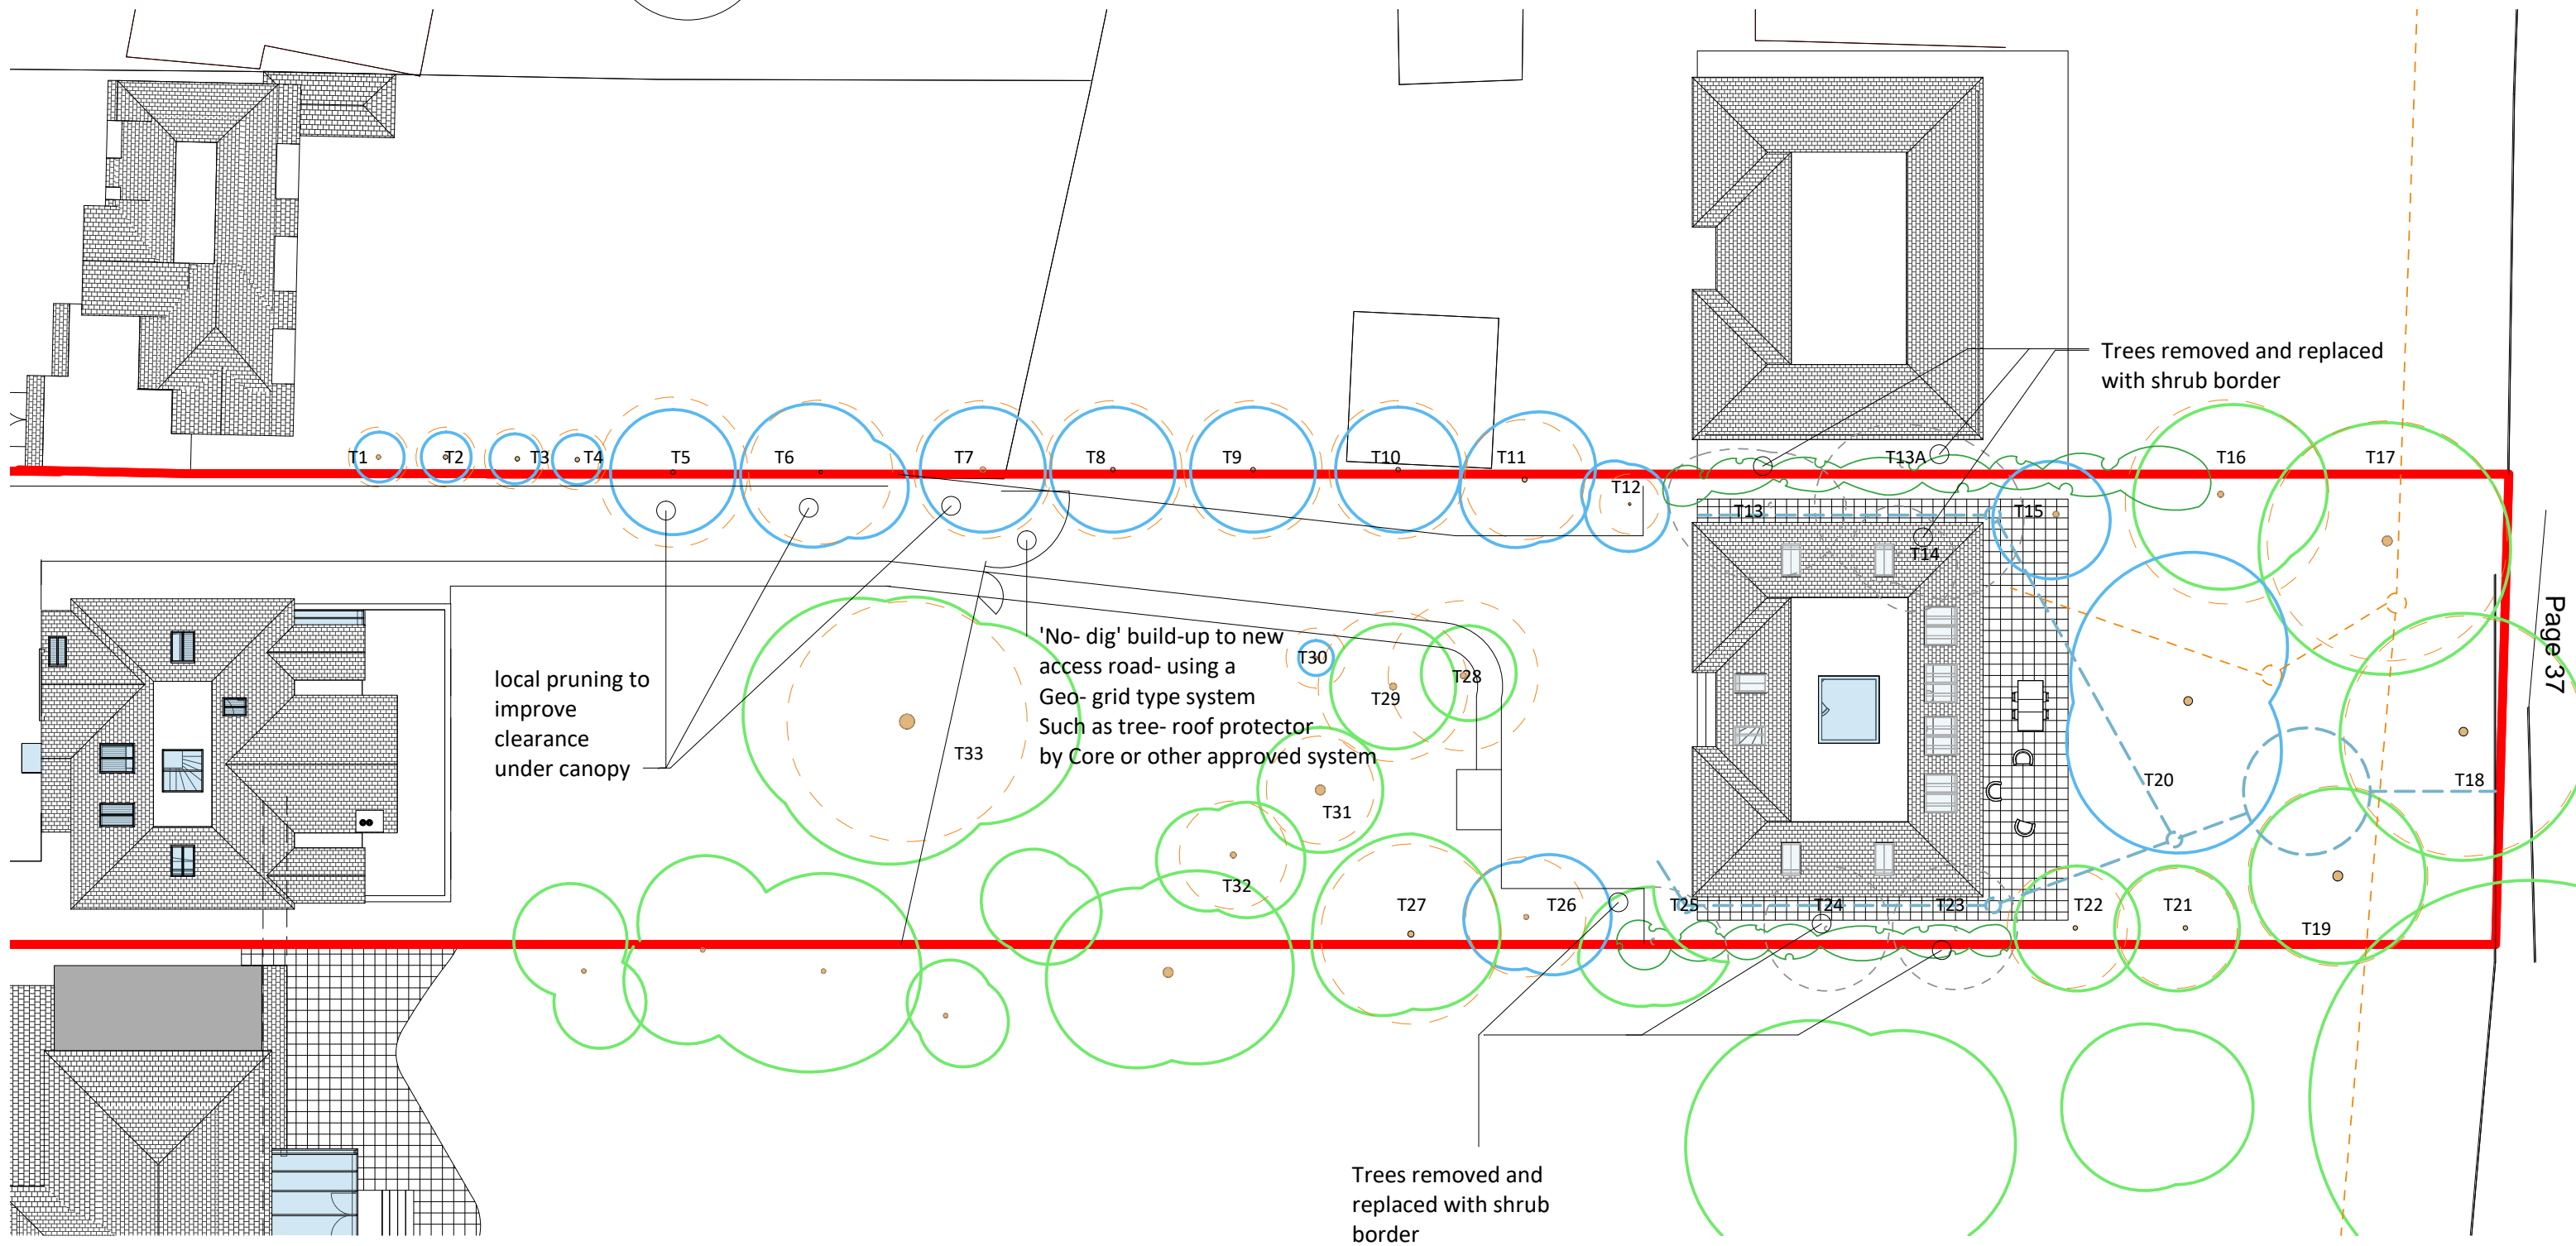 Trees removed and replaced
with shrub border
T1
T2
T3
T4
T5
T6
T7
T8
T9
T10
T11
T12
T13A
T16
T17
T13
T15
T14
'No- dig' build-up to new
access road- using a
Geo- grid type system
Such as tree- roof protector
by Core or other approved system
local pruning to
improve
clearance
under canopy
T30
T29
T28
T33
T31
T32
T20
T18
T27
T26
T25
T24
T23
T22
T21
T19
Page 37
Trees removed and
replaced with shrub
border